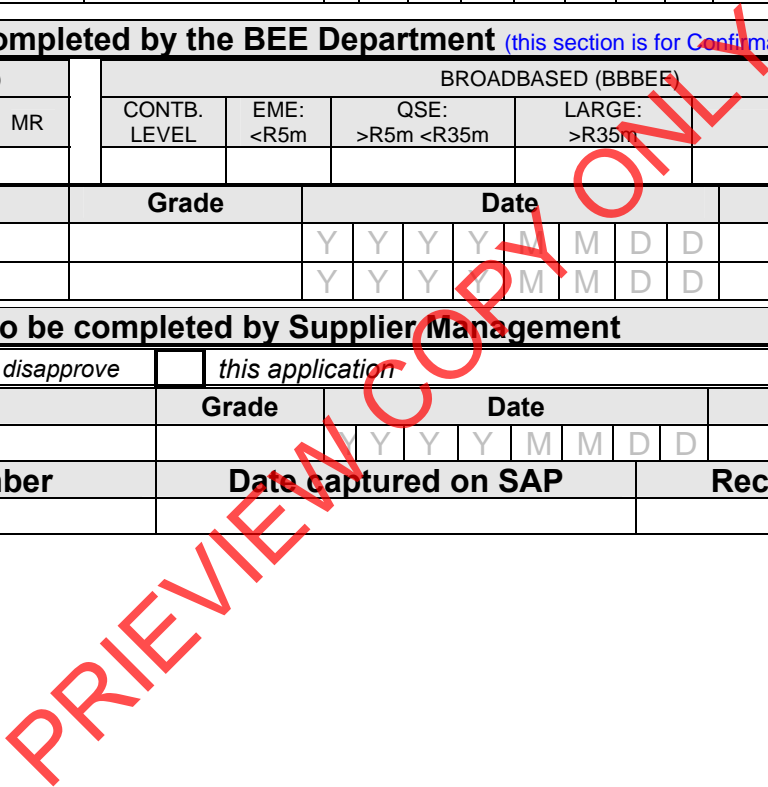 ompleted by the BEE Department (this section is for Confirma
) BROADBASED (BBBEE)
MR CONTB. LEVEL EME: <R5m QSE: >R5m <R35m LARGE: >R35m
Grade Date
Y Y Y Y M M D D
Y Y Y Y M M D D
o be completed by Supplier Management
disapprove this application
Grade Date
Y Y Y Y M M D D
ber Date captured on SAP Rec
PRIEVIEW COPY ONLY